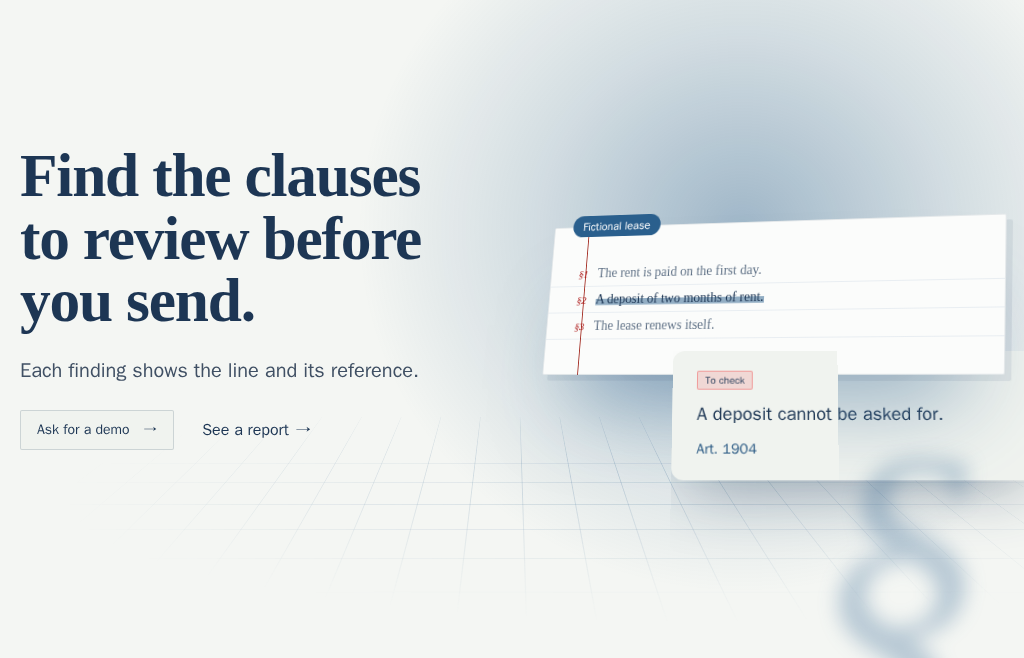 Find the clauses
to review before
you send.
Each finding shows the line and its reference.
Ask for a demo →
See a report →
Fictional lease
§1 The rent is paid on the first day.
§2 A deposit of two months of rent.
§3 The lease renews itself.
To check
A deposit cannot be asked for.
Art. 1904
§